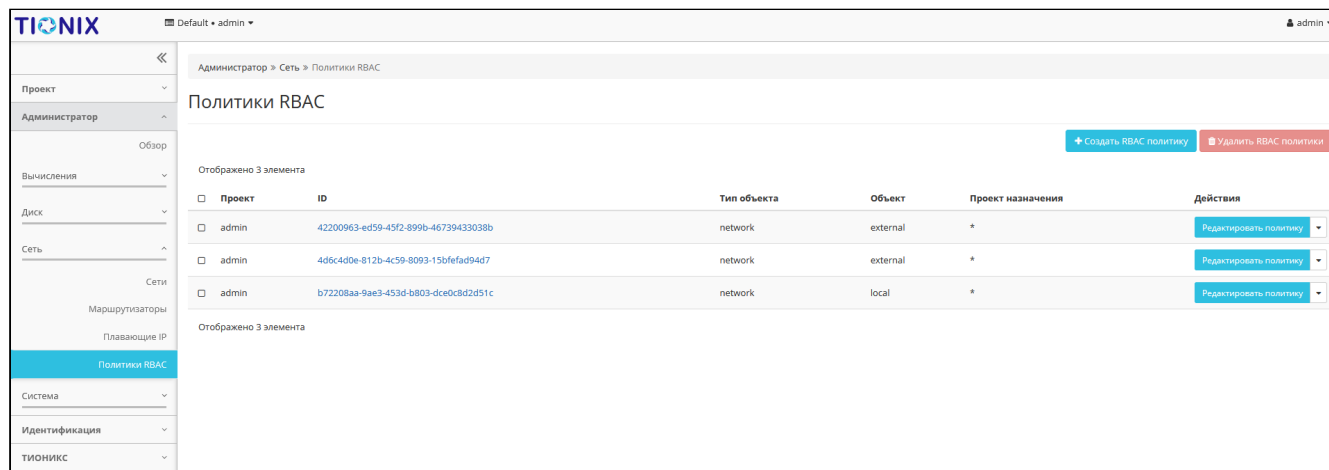 TIONIX
Default • admin
admin
Администратор » Сеть » Политики RBAC
Проект
Администратор
Обзор
Вычисления
Диск
Сеть
Сети
Маршрутизаторы
Плавающие IP
Политики RBAC
Система
Идентификация
ТИОНИКС
Политики RBAC
Создать RBAC политику Удалить RBAC политики
Отображено 3 элемента
Проект ID Тип объекта Объект Проект назначения Действия
admin 42200963-ed59-45f2-899b-46739433038b network external * Редактировать политику
admin 4d6c4d0e-812b-4c59-8093-15bfefad94d7 network external * Редактировать политику
admin b72208aa-9ae3-453d-b803-dce0c8d2d51c network local * Редактировать политику
Отображено 3 элемента